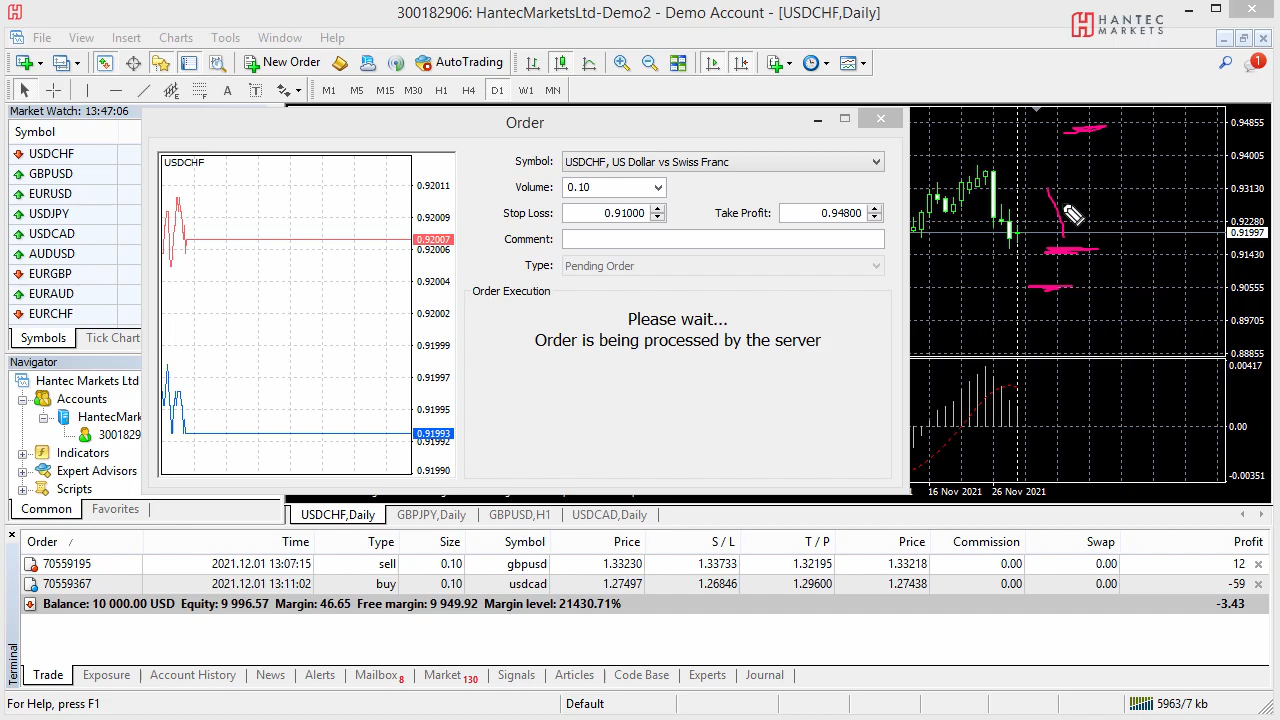 300182906: HantecMarketsLtd-Demo2 - Demo Account - [USDCHF,Daily]
HANTEC
MARKETS
File View Insert Charts Tools Window Help
New Order AutoTrading 1
A T M1 M5 M15 M30 H1 H4 D1 W1 MN
Market Watch: 13:47:06
Symbol
USDCHF
GBPUSD
EURUSD
USDJPY
USDCAD
AUDUSD
EURGBP
EURAUD
EURCHF
Symbols Tick Chart
Navigator
Hantec Markets Ltd
Accounts
HantecMark
3001829
Indicators
Expert Advisors
Scripts
Common Favorites
Order
USDCHF
0.92011
0.92009
0.92007
0.92006
0.92004
0.92002
0.91999
0.91997
0.91995
0.91993
0.91992
0.91990
Symbol: USDCHF, US Dollar vs Swiss Franc
Volume: 0.10
Stop Loss: 0.91000 Take Profit: 0.94800
Comment:
Type: Pending Order
Order Execution
Please wait...
Order is being processed by the server
0.94855
0.94005
0.93130
0.92280
0.91997
0.91430
0.90555
0.89705
0.88855
0.00417
0.00
-0.00351
16 Nov 2021 26 Nov 2021
USDCHF,Daily GBPJPY,Daily GBPUSD,H1 USDCAD,Daily
Order / Time Type Size Symbol Price S / L T / P Price Commission Swap Profit
70559195 2021.12.01 13:07:15 sell 0.10 gbpusd 1.33230 1.33733 1.32195 1.33218 0.00 0.00 12
70559367 2021.12.01 13:11:02 buy 0.10 usdcad 1.27497 1.26846 1.29600 1.27438 0.00 0.00 -59
Balance: 10 000.00 USD Equity: 9 996.57 Margin: 46.65 Free margin: 9 949.92 Margin level: 21430.71% -3.43
Terminal
Trade Exposure Account History News Alerts Mailbox 8 Market 130 Signals Articles Code Base Experts Journal
For Help, press F1 Default 5963/7 kb